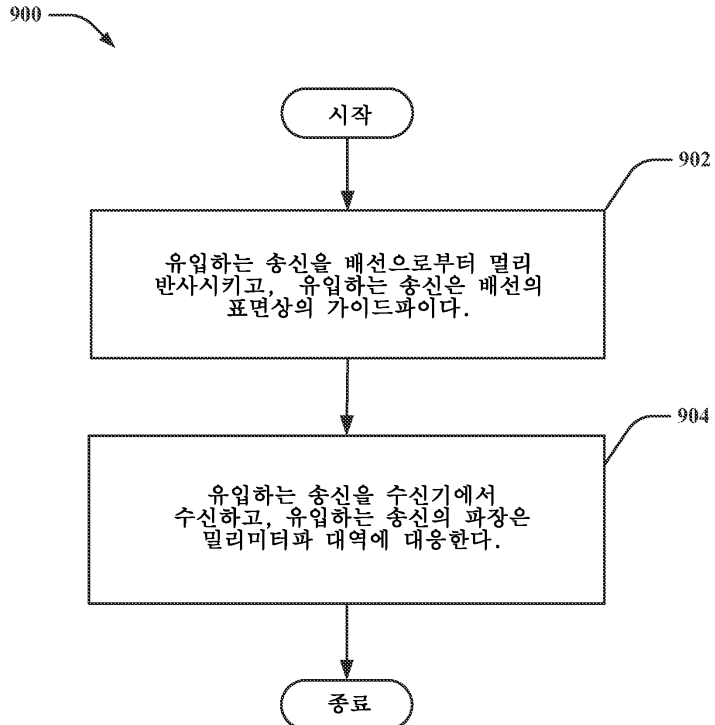 900
시작
902
유입하는 송신을 배선으로부터 멀리
반사시키고, 유입하는 송신은 배선의
표면상의 가이드파이다.
904
유입하는 송신을 수신기에서
수신하고, 유입하는 송신의 파장은
밀리미터파 대역에 대응한다.
종료